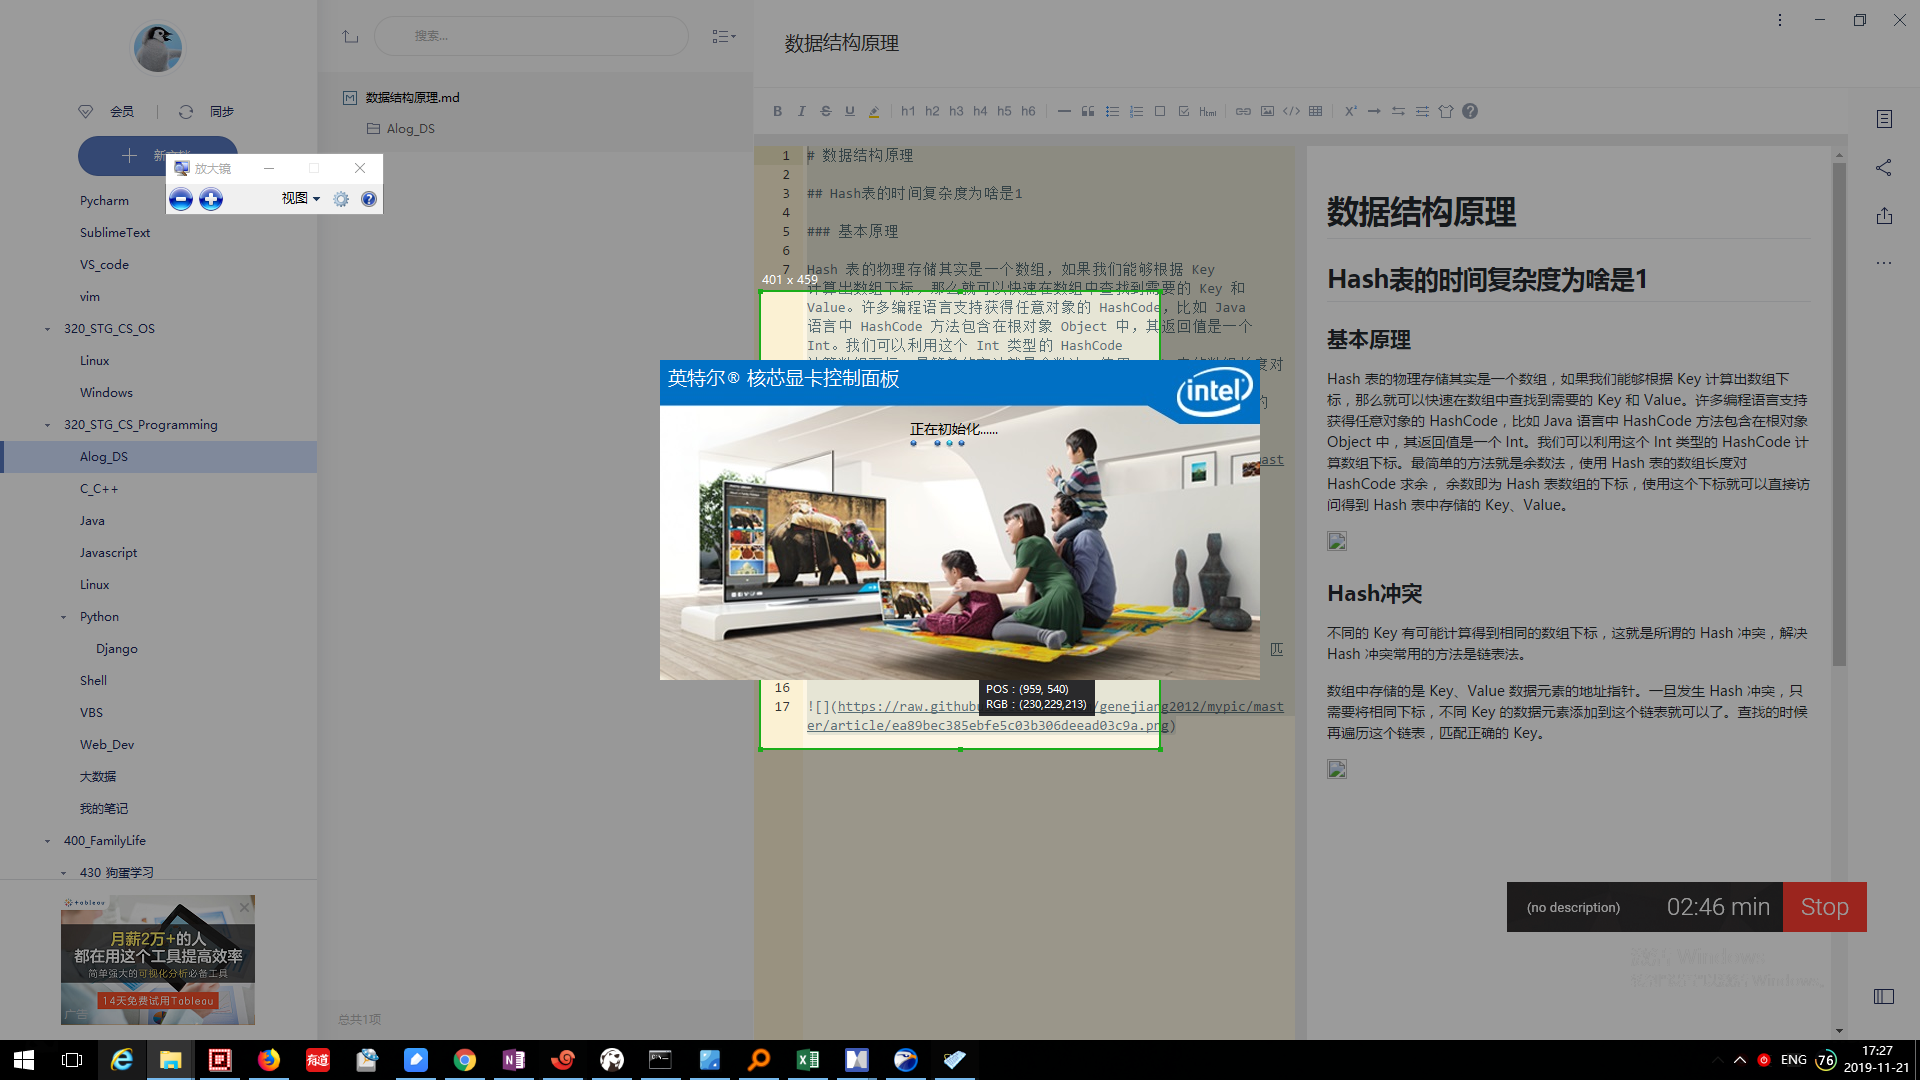 会员
同步
新文档
放大镜
视图
Pycharm
SublimeText
VS_code
vim
320_STG_CS_OS
Linux
Windows
320_STG_CS_Programming
Alog_DS
C_C++
Java
Javascript
Linux
Python
Django
Shell
VBS
Web_Dev
大数据
我的笔记
400_FamilyLife
430 狗蛋学习
tableau
月薪2万+的人
都在用这个工具提高效率
简单强大的可视化分析必备工具
14天免费试用Tableau
广告
搜索...
数据结构原理.md
Alog_DS
总共1项
数据结构原理
B I S U h1 h2 h3 h4 h5 h6 Html X²
1 # 数据结构原理
2
3 ## Hash表的时间复杂度为啥是1
4
5 ### 基本原理
6
7 Hash 表的物理存储其实是一个数组，如果我们能够根据 Key
401 x 459
计算出数组下标，那么就可以快速在数组中查找到需要的 Key 和
Value。许多编程语言支持获得任意对象的 HashCode，比如 Java
语言中 HashCode 方法包含在根对象 Object 中，其返回值是一个
Int。我们可以利用这个 Int 类型的 HashCode
度对
英特尔® 核芯显卡控制面板
intel
的
正在初始化......
ast
匹
POS : (959, 540)
RGB : (230,229,213)
16
17 ![](https://raw.githubu /genejiang2012/mypic/mast
er/article/ea89bec385ebfe5c03b306deead03c9a.png)
数据结构原理
Hash表的时间复杂度为啥是1
基本原理
Hash 表的物理存储其实是一个数组，如果我们能够根据 Key 计算出数组下
标，那么就可以快速在数组中查找到需要的 Key 和 Value。许多编程语言支持
获得任意对象的 HashCode，比如 Java 语言中 HashCode 方法包含在根对象
Object 中，其返回值是一个 Int。我们可以利用这个 Int 类型的 HashCode 计
算数组下标。最简单的方法就是余数法，使用 Hash 表的数组长度对
HashCode 求余， 余数即为 Hash 表数组的下标，使用这个下标就可以直接访
问得到 Hash 表中存储的 Key、Value。
Hash冲突
不同的 Key 有可能计算得到相同的数组下标，这就是所谓的 Hash 冲突，解决
Hash 冲突常用的方法是链表法。
数组中存储的是 Key、Value 数据元素的地址指针。一旦发生 Hash 冲突，只
需要将相同下标，不同 Key 的数据元素添加到这个链表就可以了。查找的时候
再遍历这个链表，匹配正确的 Key。
(no description) 02:46 min Stop
激活 Windows
有道
ENG
76
17:27
2019-11-21